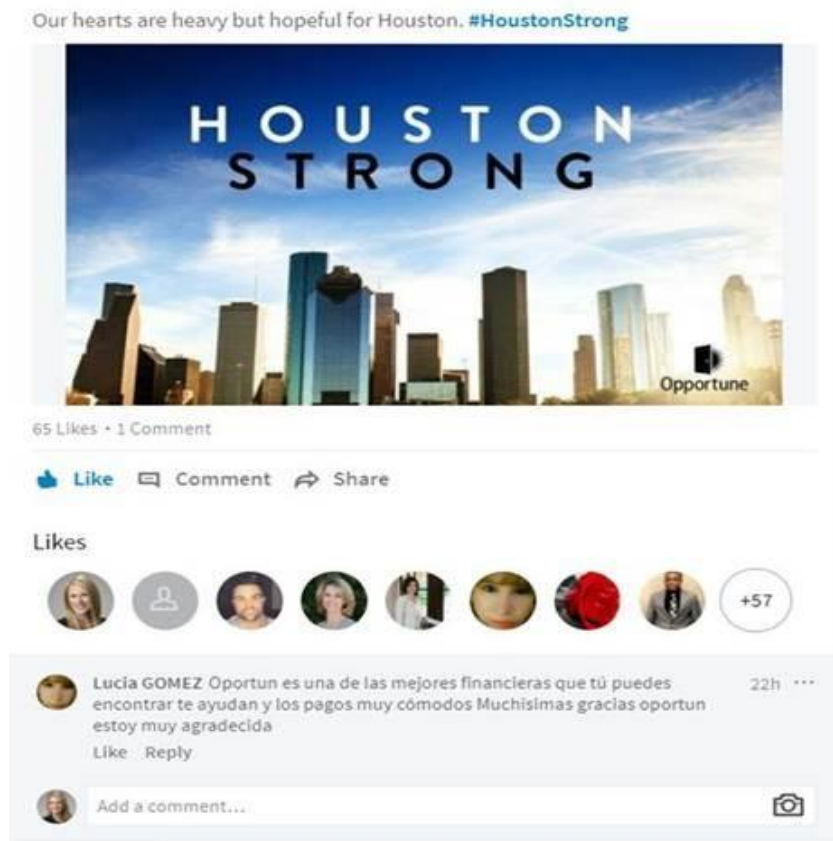 Our hearts are heavy but hopeful for Houston. #HoustonStrong
HOUSTON
STRONG
Opportune
65 Likes • 1 Comment
Like Comment Share
Likes
+57
Lucia GOMEZ Oportun es una de las mejores financieras que tú puedes 22h ···
encontrar te ayudan y los pagos muy cómodos Muchisimas gracias oportun
estoy muy agradecida
Like Reply
Add a comment...